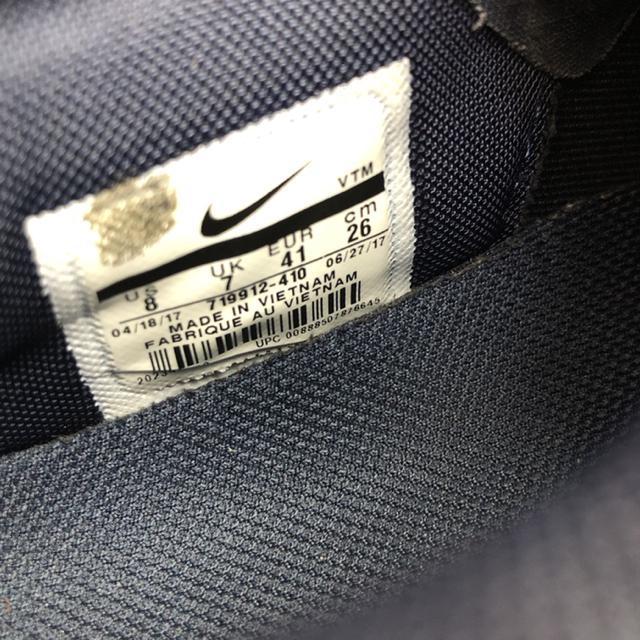 VTM
US UK EUR cm
8 7 41 26
04/18/17 719912-410 06/27/17
MADE IN VIETNAM
FABRIQUE AU VIETNAM
UPC 00888507876645